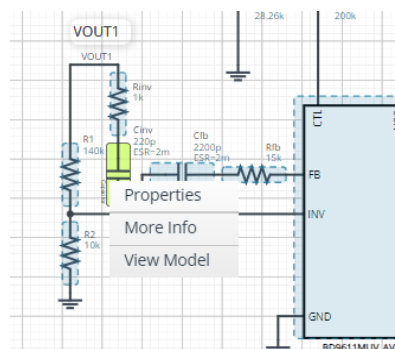 28.26k
200k
VOUT1
VOUT1
Rinv
1k
Cinv
220p
ESR=2m
R1
140k
Cfb
2200p
ESR=2m
Rfb
15k
FB
Properties
INV
More Info
R2
10k
View Model
GND